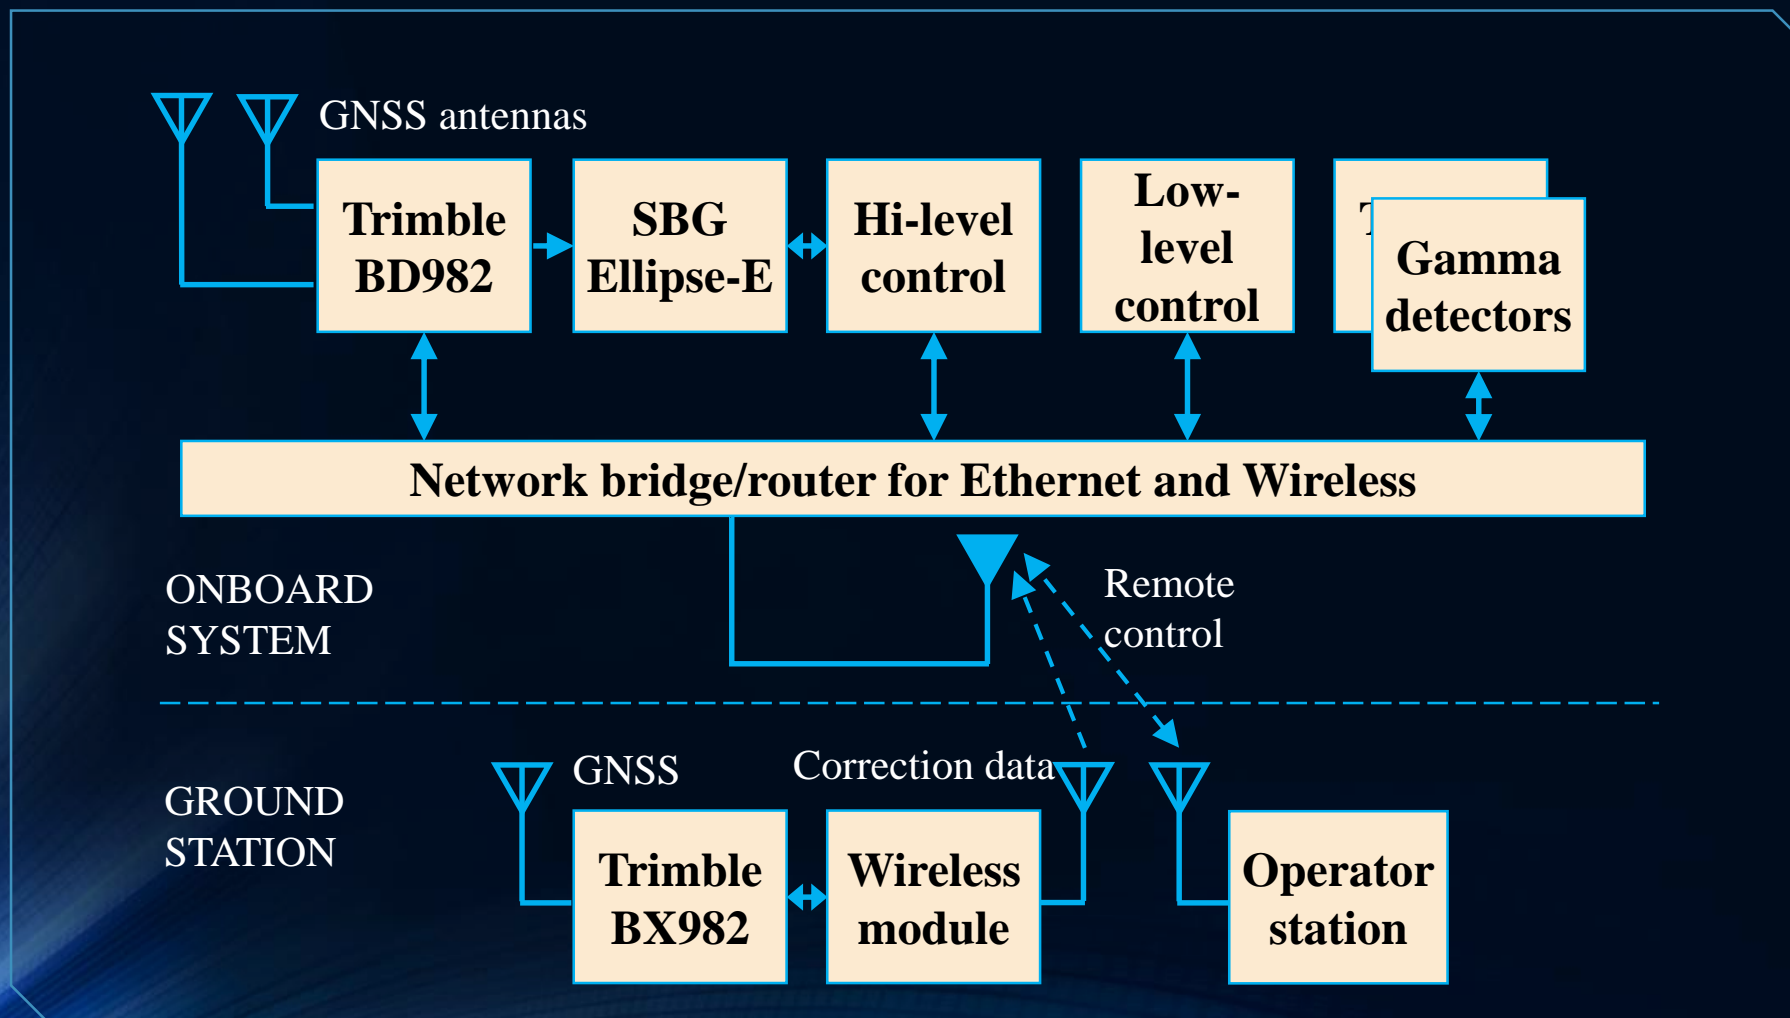 GNSS antennas
Trimble
BD982
SBG
Ellipse-E
Hi-level
control
Low-
level
control
Gamma
detectors
Network bridge/router for Ethernet and Wireless
ONBOARD
SYSTEM
Remote
control
GROUND
STATION
GNSS
Correction data
Trimble
BX982
Wireless
module
Operator
station